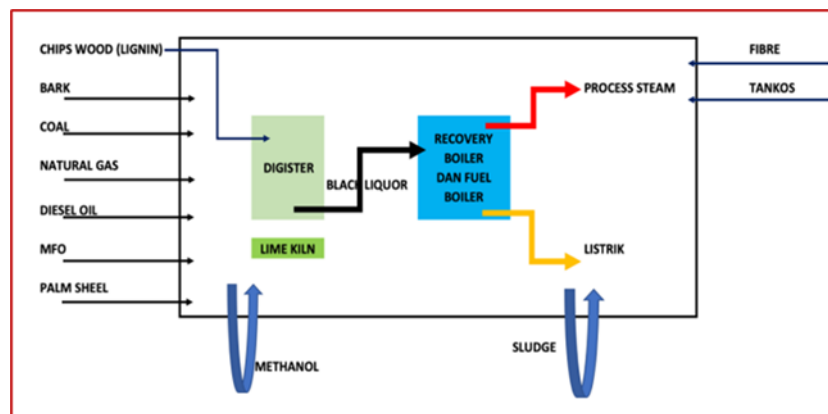 CHIPS WOOD (LIGNIN)
BARK
COAL
NATURAL GAS
DIESEL OIL
MFO
PALM SHEEL
DIGISTER
LIME KILN
BLACK LIQUOR
RECOVERY
BOILER
DAN FUEL
BOILER
PROCESS STEAM
LISTRIK
FIBRE
TANKOS
METHANOL
SLUDGE